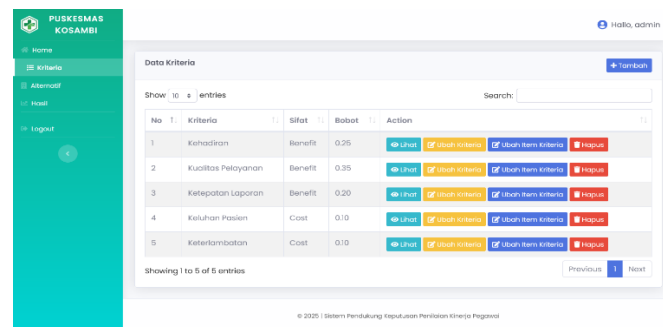 PUSKESMAS
KOSAMBI
Hallo, admin
Home
Kriteria
Alternatif
Hasil
Logout
Data Kriteria
+ Tambah
Show 10 entries
Search:
No Kriteria Sifat Bobot Action
1 Kehadiran Benefit 0.25 Lihat Ubah Kriteria Ubah Item Kriteria Hapus
2 Kualitas Pelayanan Benefit 0.35 Lihat Ubah Kriteria Ubah Item Kriteria Hapus
3 Ketepatan Laporan Benefit 0.20 Lihat Ubah Kriteria Ubah Item Kriteria Hapus
4 Keluhan Pasien Cost 0.10 Lihat Ubah Kriteria Ubah Item Kriteria Hapus
5 Keterlambatan Cost 0.10 Lihat Ubah Kriteria Ubah Item Kriteria Hapus
Showing 1 to 5 of 5 entries
Previous 1 Next
© 2025 | Sistem Pendukung Keputusan Penilaian Kinerja Pegawai